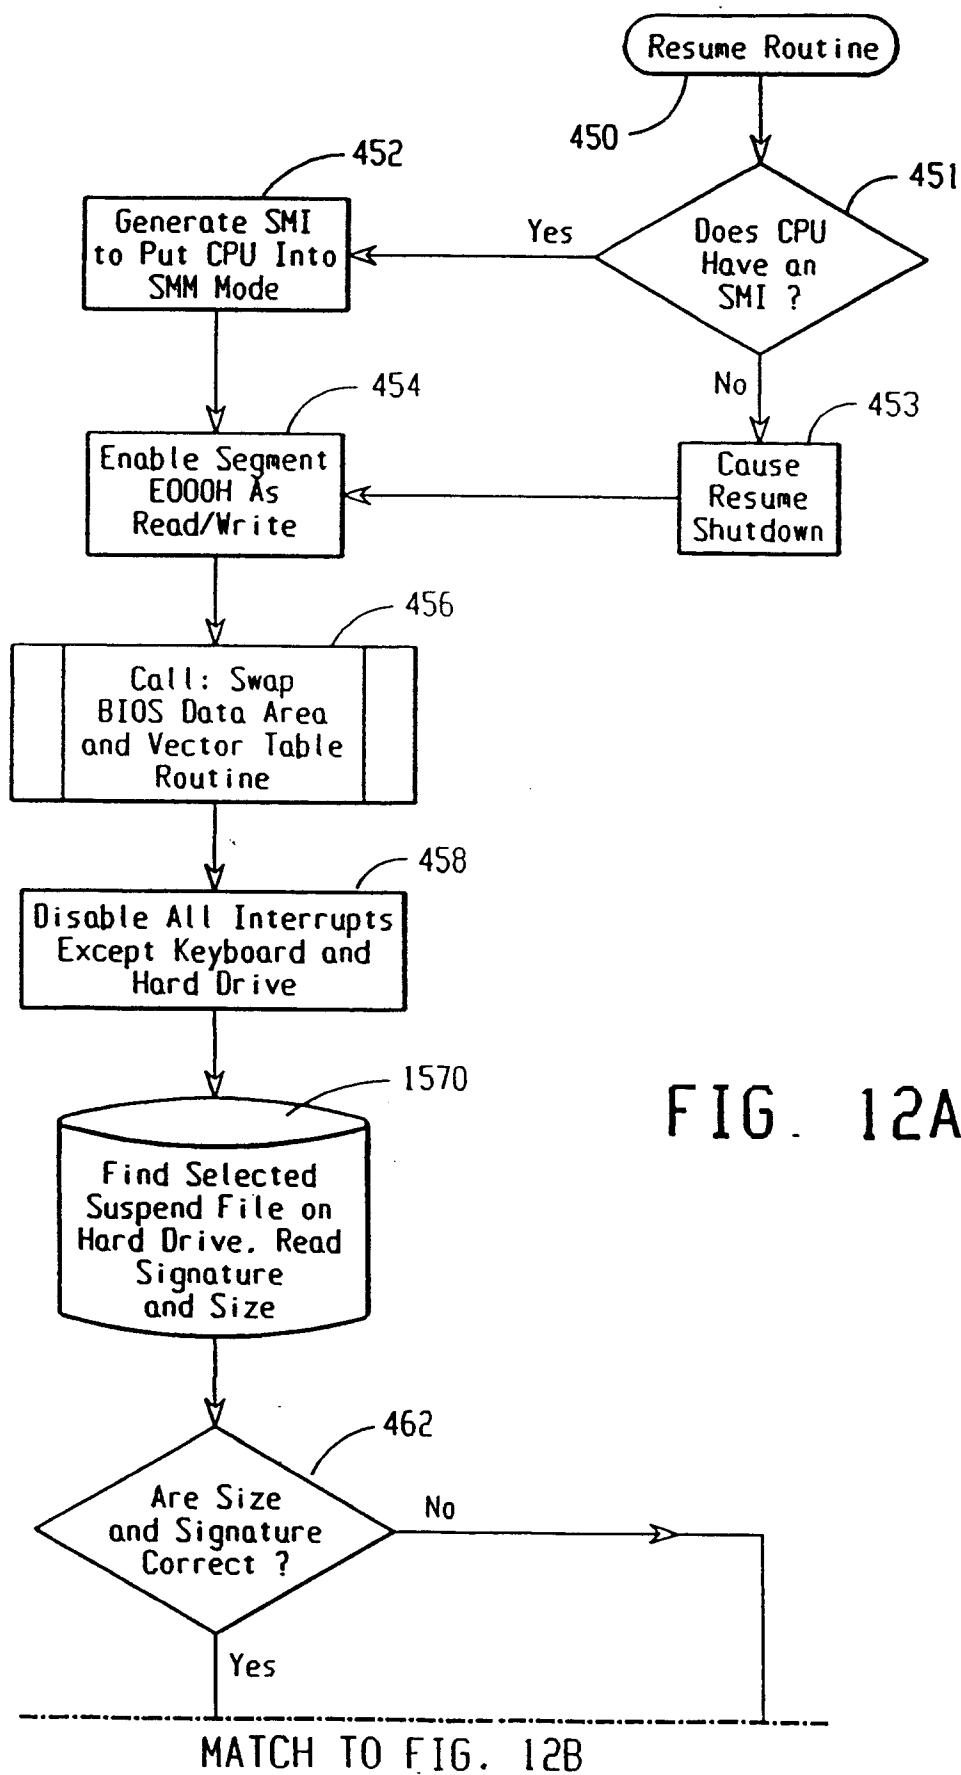 Resume Routine
450
451
Does CPU
Have an
SMI ?
Yes
No
452
Generate SMI
to Put CPU Into
SMM Mode
453
Cause
Resume
Shutdown
454
Enable Segment
E000H As
Read/Write
456
Call: Swap
BIOS Data Area
and Vector Table
Routine
458
Disable All Interrupts
Except Keyboard and
Hard Drive
1570
Find Selected
Suspend File on
Hard Drive. Read
Signature
and Size
FIG. 12A
462
Are Size
and Signature
Correct ?
No
Yes
MATCH TO FIG. 12B